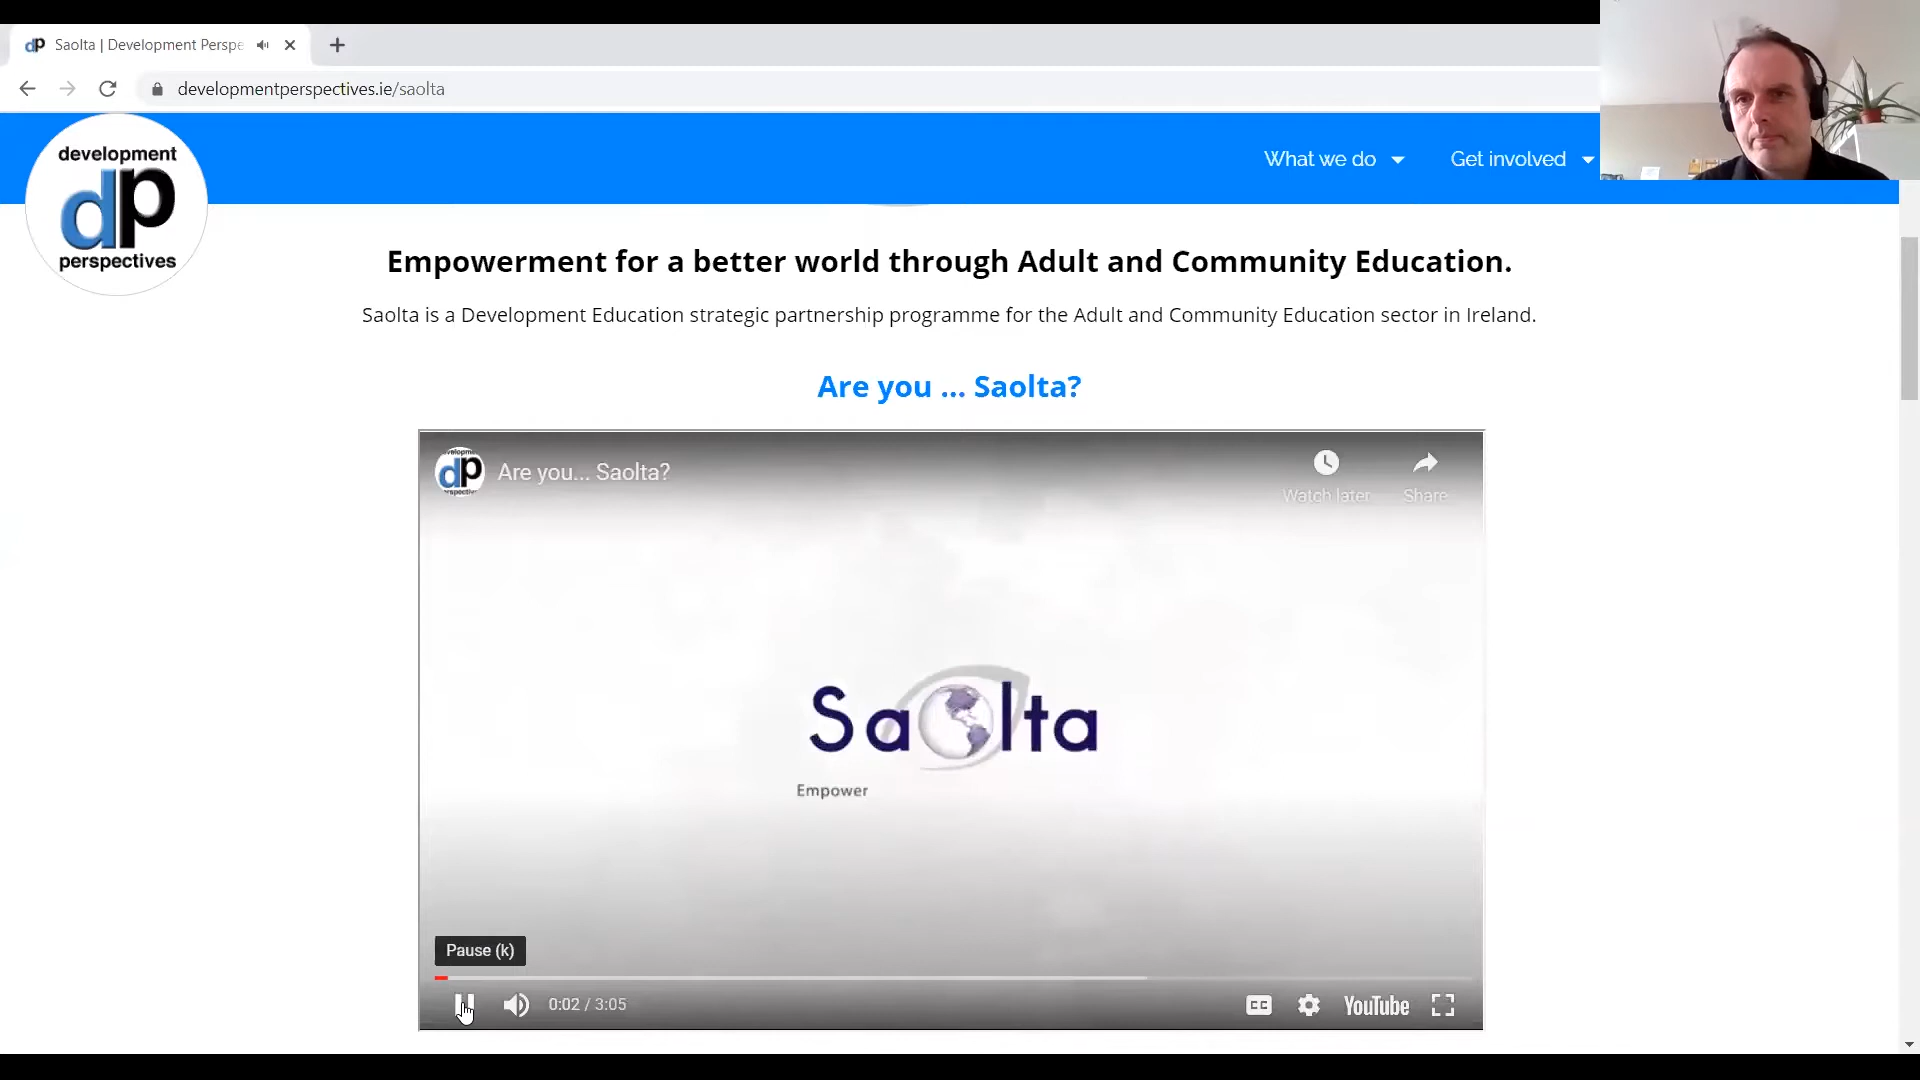 Saolta | Development Perspe
developmentperspectives.ie/saolta
development
dp
perspectives
What we do
Get involved
Empowerment for a better world through Adult and Community Education.
Saolta is a Development Education strategic partnership programme for the Adult and Community Education sector in Ireland.
Are you ... Saolta?
Are you... Saolta?
Watch later
Share
Saolta
Empower
Pause (k)
0:02 / 3:05
CC
YouTube